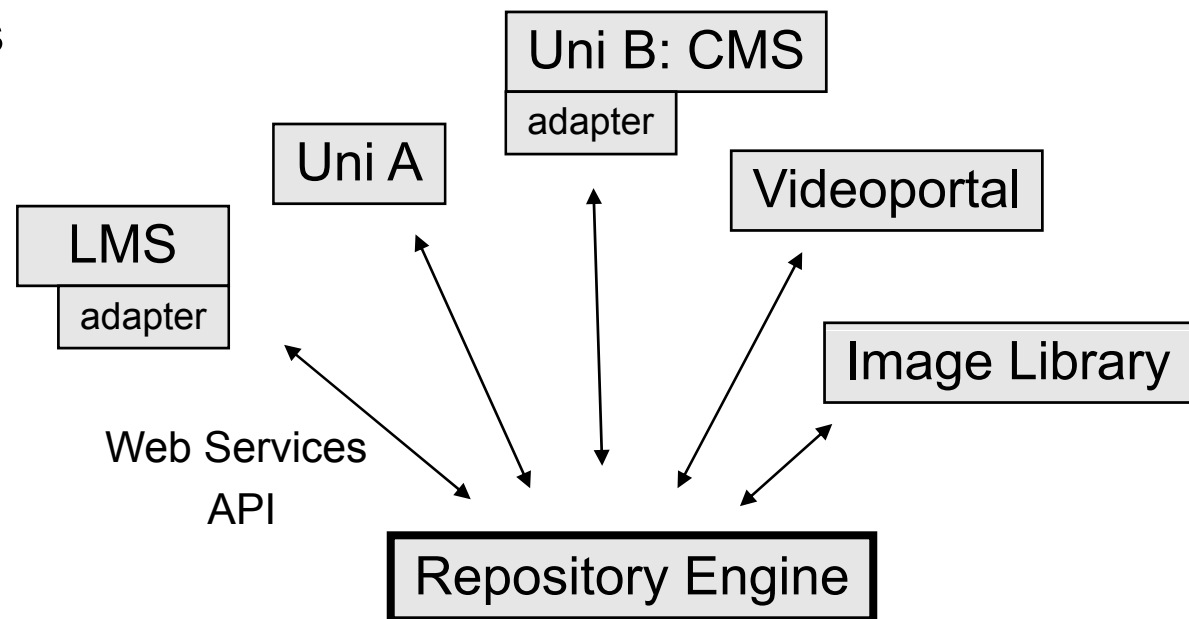 s
Uni B: CMS
adapter
Uni A
Videoportal
LMS
adapter
Image Library
Web Services
API
Repository Engine